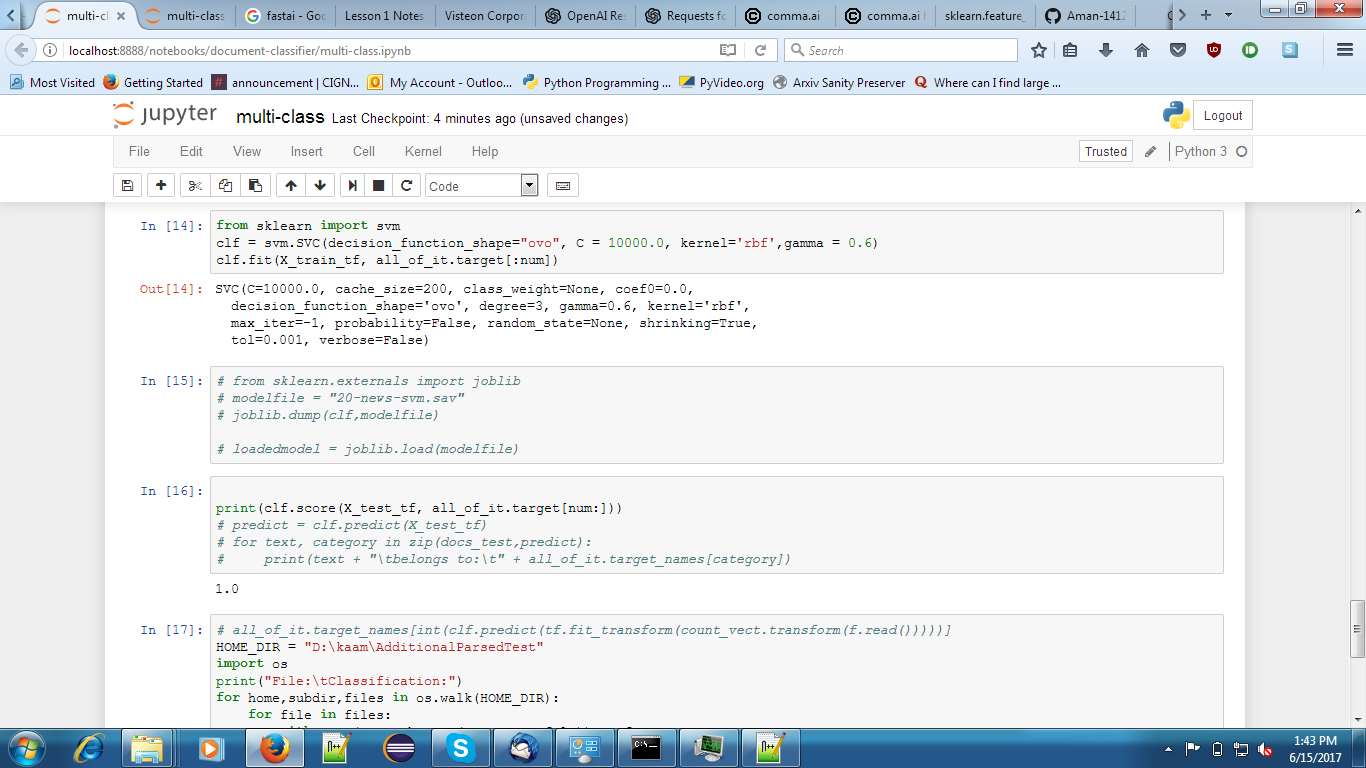 multi-cl
multi-class
fastai - Goo
Lesson 1 Notes
Visteon Corpor
OpenAI Re
Requests fo
comma.ai
comma.ai
sklearn.feature_
Aman-1412
localhost:8888/notebooks/document-classifier/multi-class.ipynb
Search
Most Visited
Getting Started
announcement | CIGN...
My Account - Outloo...
Python Programming ...
PyVideo.org
Arxiv Sanity Preserver
Where can I find large ...
jupyter
multi-class Last Checkpoint: 4 minutes ago (unsaved changes)
Logout
File Edit View Insert Cell Kernel Help
Trusted
Python 3
Code
In [14]:
from sklearn import svm
clf = svm.SVC(decision_function_shape="ovo", C = 10000.0, kernel='rbf',gamma = 0.6)
clf.fit(X_train_tf, all_of_it.target[:num])
Out[14]:
SVC(C=10000.0, cache_size=200, class_weight=None, coef0=0.0,
decision_function_shape='ovo', degree=3, gamma=0.6, kernel='rbf',
max_iter=-1, probability=False, random_state=None, shrinking=True,
tol=0.001, verbose=False)
In [15]:
# from sklearn.externals import joblib
# modelfile = "20-news-svm.sav"
# joblib.dump(clf,modelfile)
# loadedmodel = joblib.load(modelfile)
In [16]:
print(clf.score(X_test_tf, all_of_it.target[num:]))
# predict = clf.predict(X_test_tf)
# for text, category in zip(docs_test,predict):
#     print(text + "\tbelongs to:\t" + all_of_it.target_names[category])
1.0
In [17]:
# all_of_it.target_names[int(clf.predict(tf.fit_transform(count_vect.transform(f.read()))))]
HOME_DIR = "D:\kaam\AdditionalParsedTest"
import os
print("File:\tClassification:")
for home,subdir,files in os.walk(HOME_DIR):
for file in files:
1:43 PM
6/15/2017